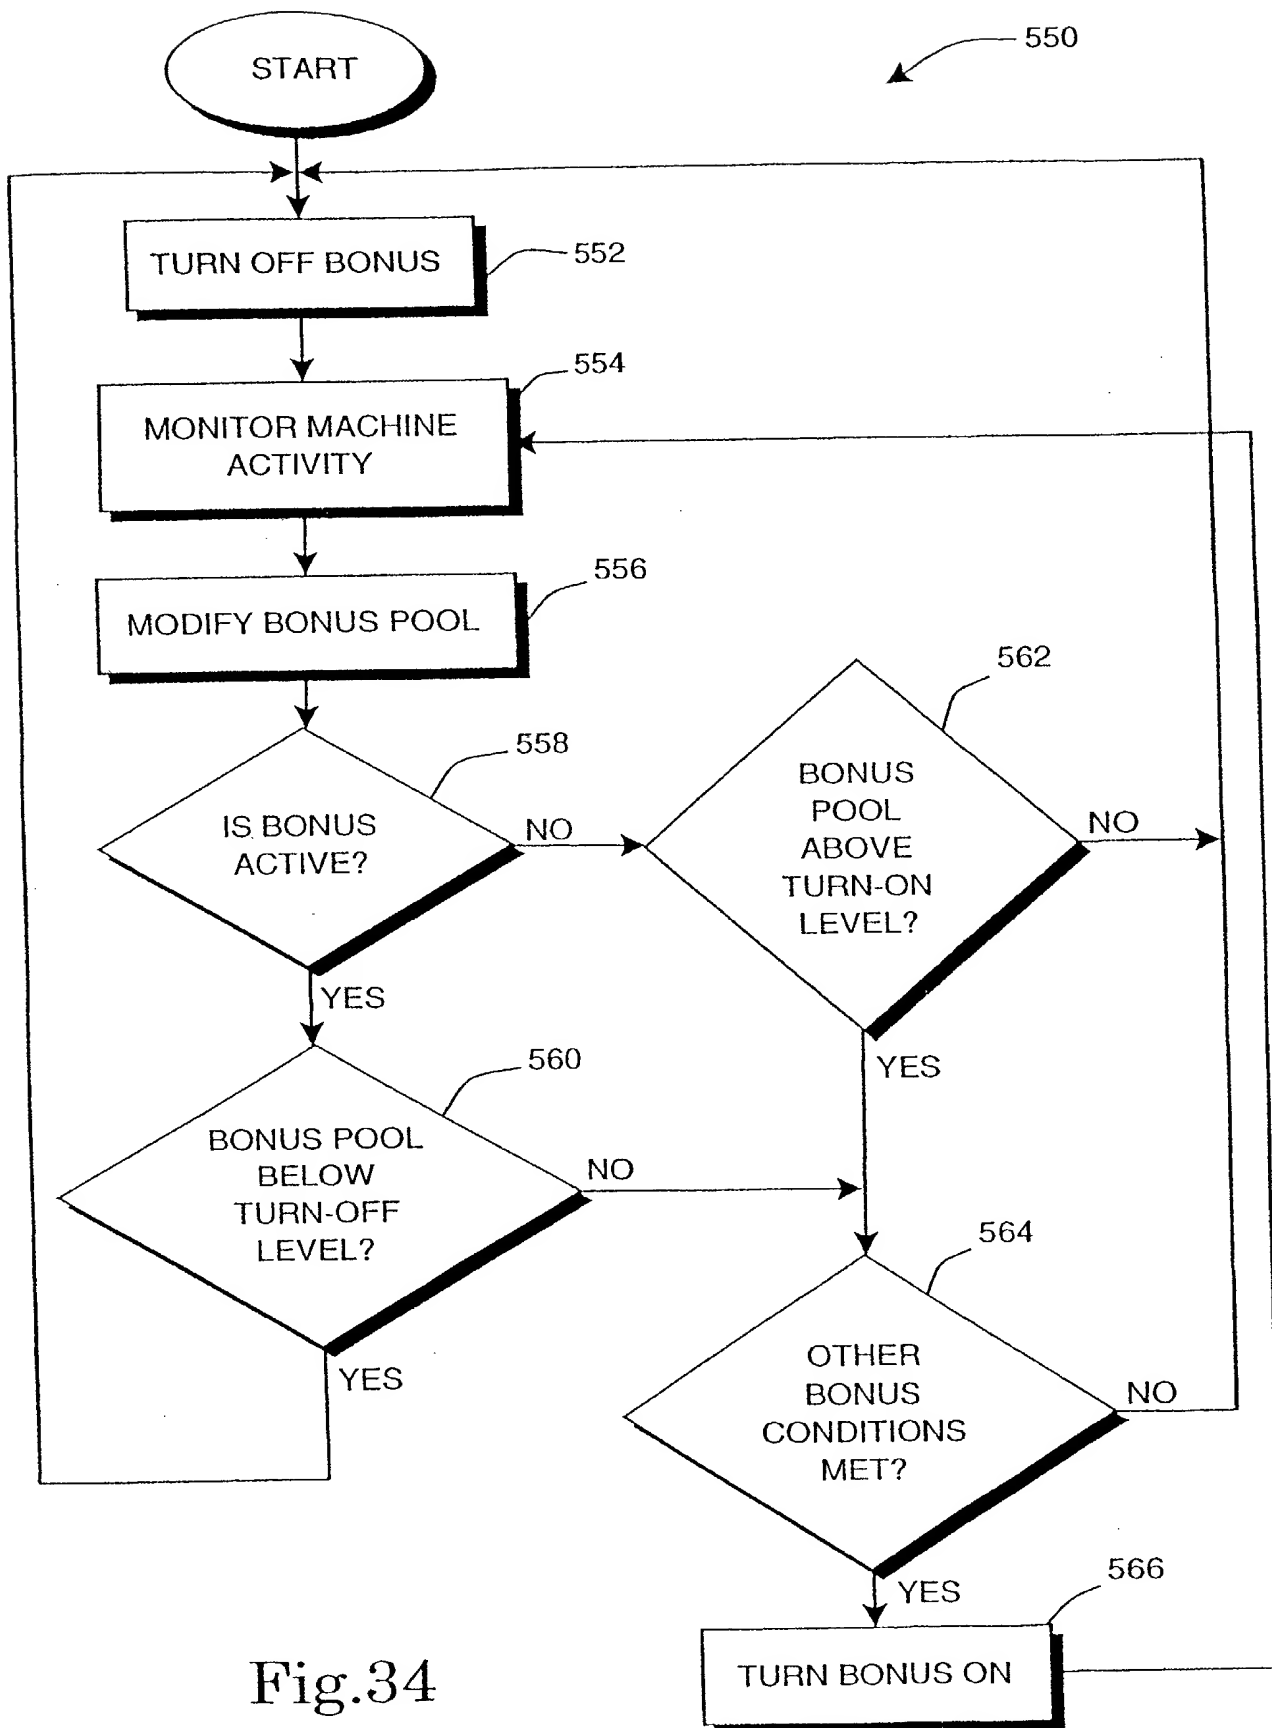 START
550
TURN OFF BONUS
552
554
MONITOR MACHINE
ACTIVITY
556
MODIFY BONUS POOL
558
IS BONUS
ACTIVE?
NO
YES
562
BONUS
POOL
ABOVE
TURN-ON
LEVEL?
NO
YES
560
BONUS POOL
BELOW
TURN-OFF
LEVEL?
NO
YES
564
OTHER
BONUS
CONDITIONS
MET?
NO
YES
566
TURN BONUS ON
Fig.34